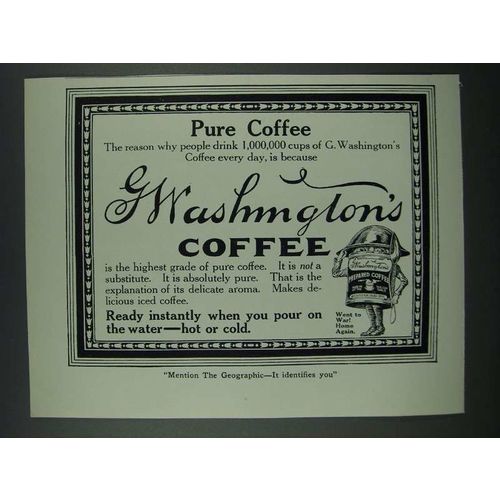 Pure Coffee
The reason why people drink 1,000,000 cups of G. Washington's
Coffee every day, is because
G Washington's
COFFEE
is the highest grade of pure coffee. It is not a
substitute. It is absolutely pure. That is the
explanation of its delicate aroma. Makes de-
licious iced coffee.
Ready instantly when you pour on
the water—hot or cold.
G Washington's
PREPARED COFFEE
Went to
War!
Home
Again.
"Mention The Geographic—It identifies you"